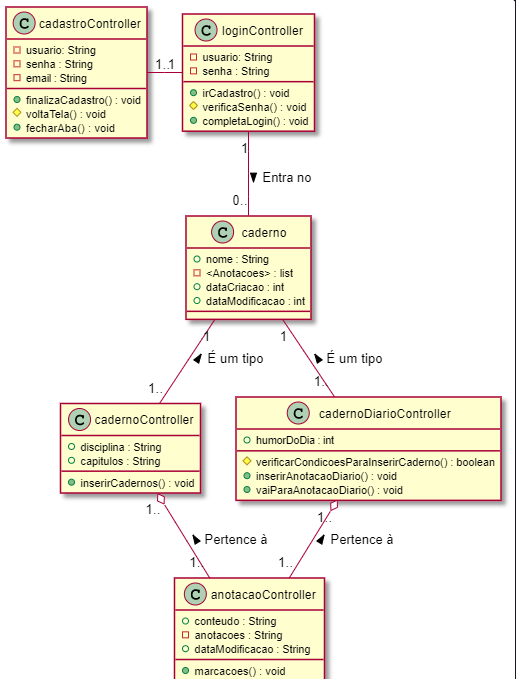 C cadastroController
usuario: String
senha : String
email : String
finalizaCadastro() : void
voltaTela() : void
fecharAba() : void
1..1
C loginController
usuario : String
senha : String
irCadastro() : void
verificaSenha() : void
completaLogin() : void
1
Entra no
0..
C caderno
nome : String
<Anotacoes> : list
dataCriacao : int
dataModificacao : int
1
1
É um tipo
É um tipo
1..
1..
C cadernoController
disciplina : String
capitulos : String
inserirCadernos() : void
C cadernoDiarioController
humorDoDia : int
verificarCondicoesParaInserirCaderno() : boolean
inserirAnotacaoDiario() : void
vaiParaAnotacaoDiario() : void
1..
1..
Pertence à
Pertence à
1..
1..
C anotacaoController
conteudo : String
anotacoes : String
dataModificacao : String
marcacoes() : void